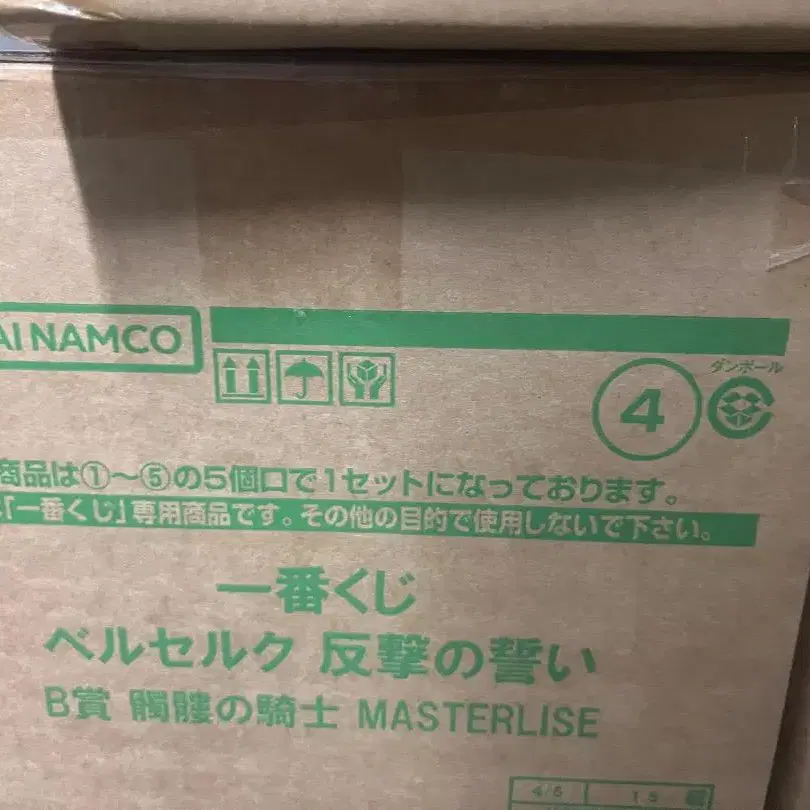 AI NAMCO
ダンボール
4
商品は①～⑤の5個口で1セットになっております。
「一番くじ」専用商品です。その他の目的で使用しないで下さい。
一番くじ
ベルセルク 反撃の誓い
B賞 髑髏の騎士 MASTERLISE
4/5 15